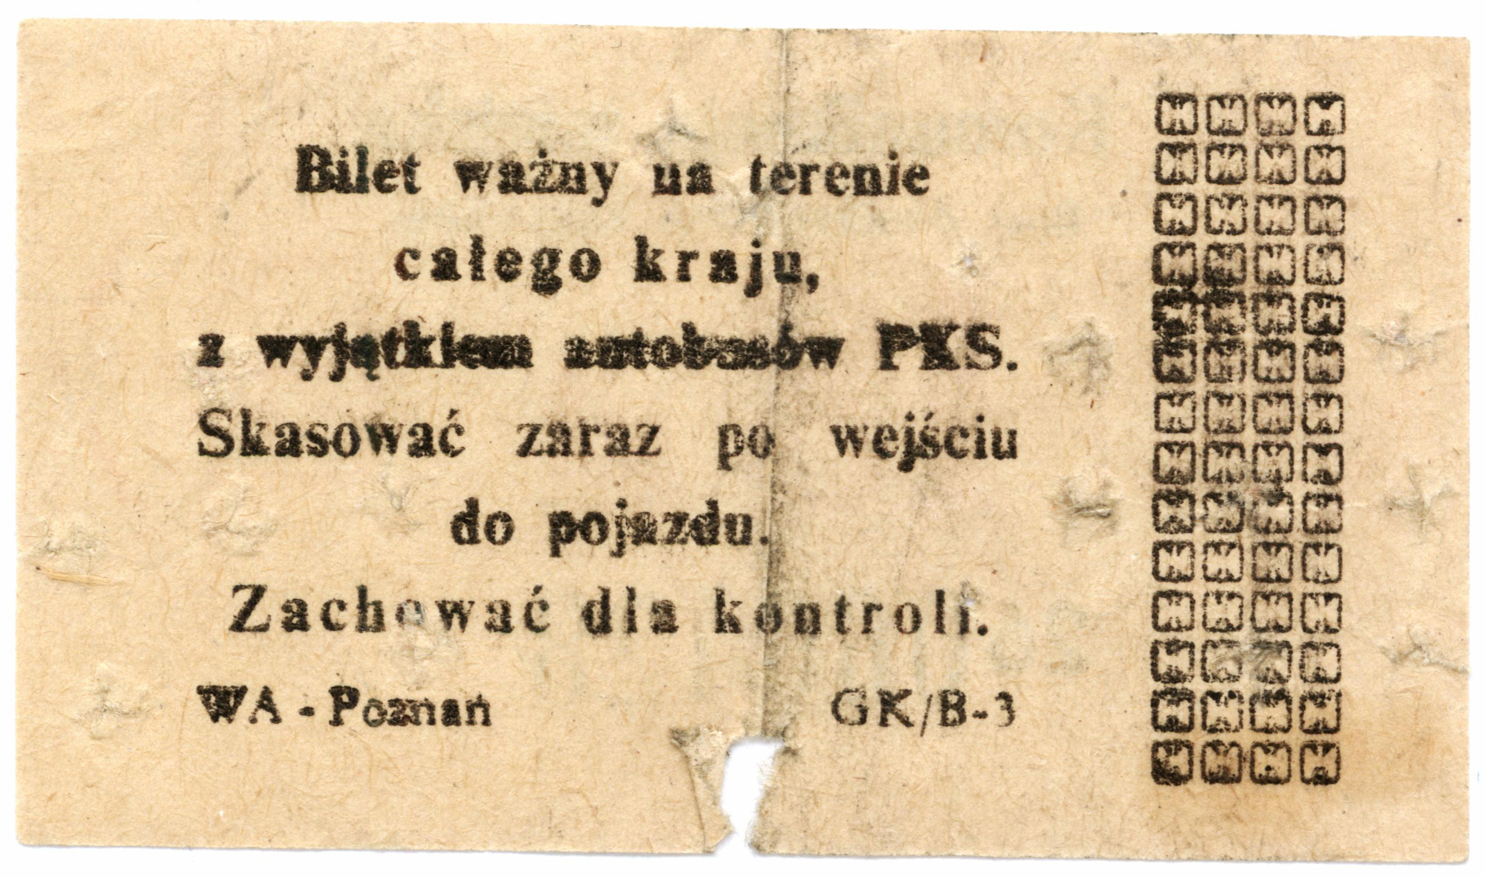 Bilet ważny na terenie
całego kraju,
z wyjątkiem autobusów PKS.
Skasować zaraz po wejściu
do pojazdu.
Zachować dla kontroli.
WA - Poznań GK/B-3